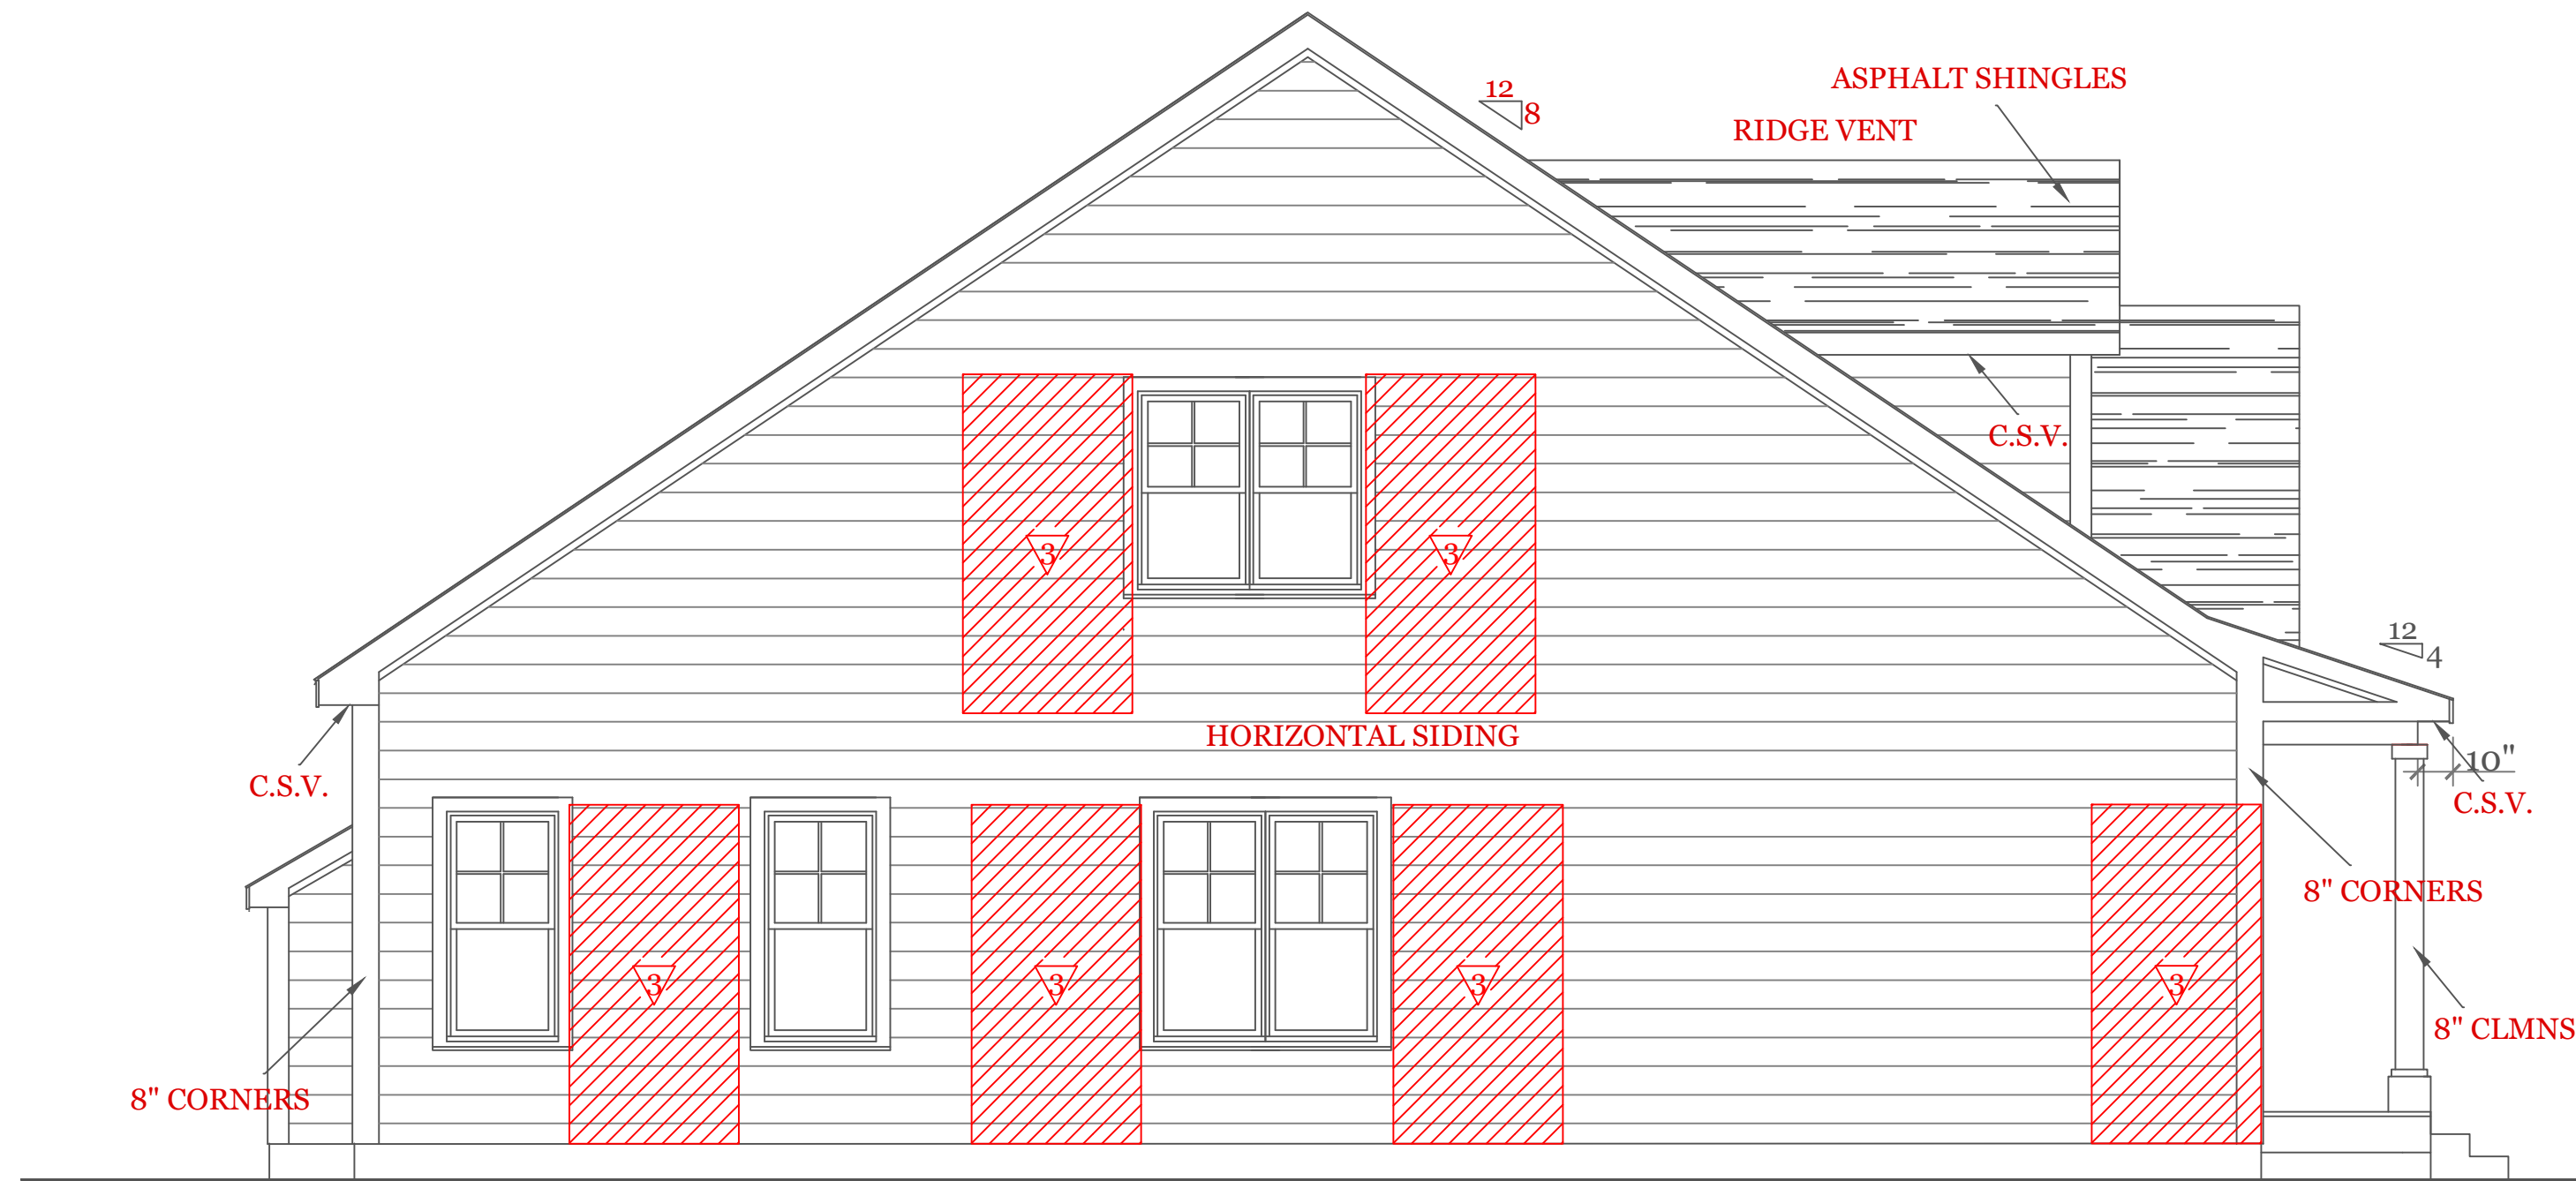 ASPHALT SHINGLES
12
8
RIDGE VENT
C.S.V.
3
3
12
4
HORIZONTAL SIDING
10"
C.S.V.
C.S.V.
8" CORNERS
3
3
3
3
8" CLMNS
8" CORNERS